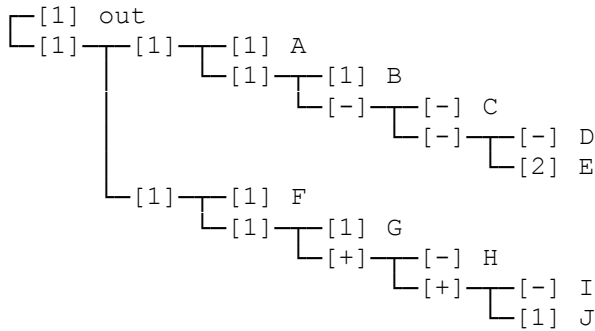 [1] out
[1] [1] [1] A
[1] [1] B
[-] [-] C
[-] [-] D
[2] E
[1] [1] F
[1] [1] G
[+] [-] H
[+] [-] I
[1] J